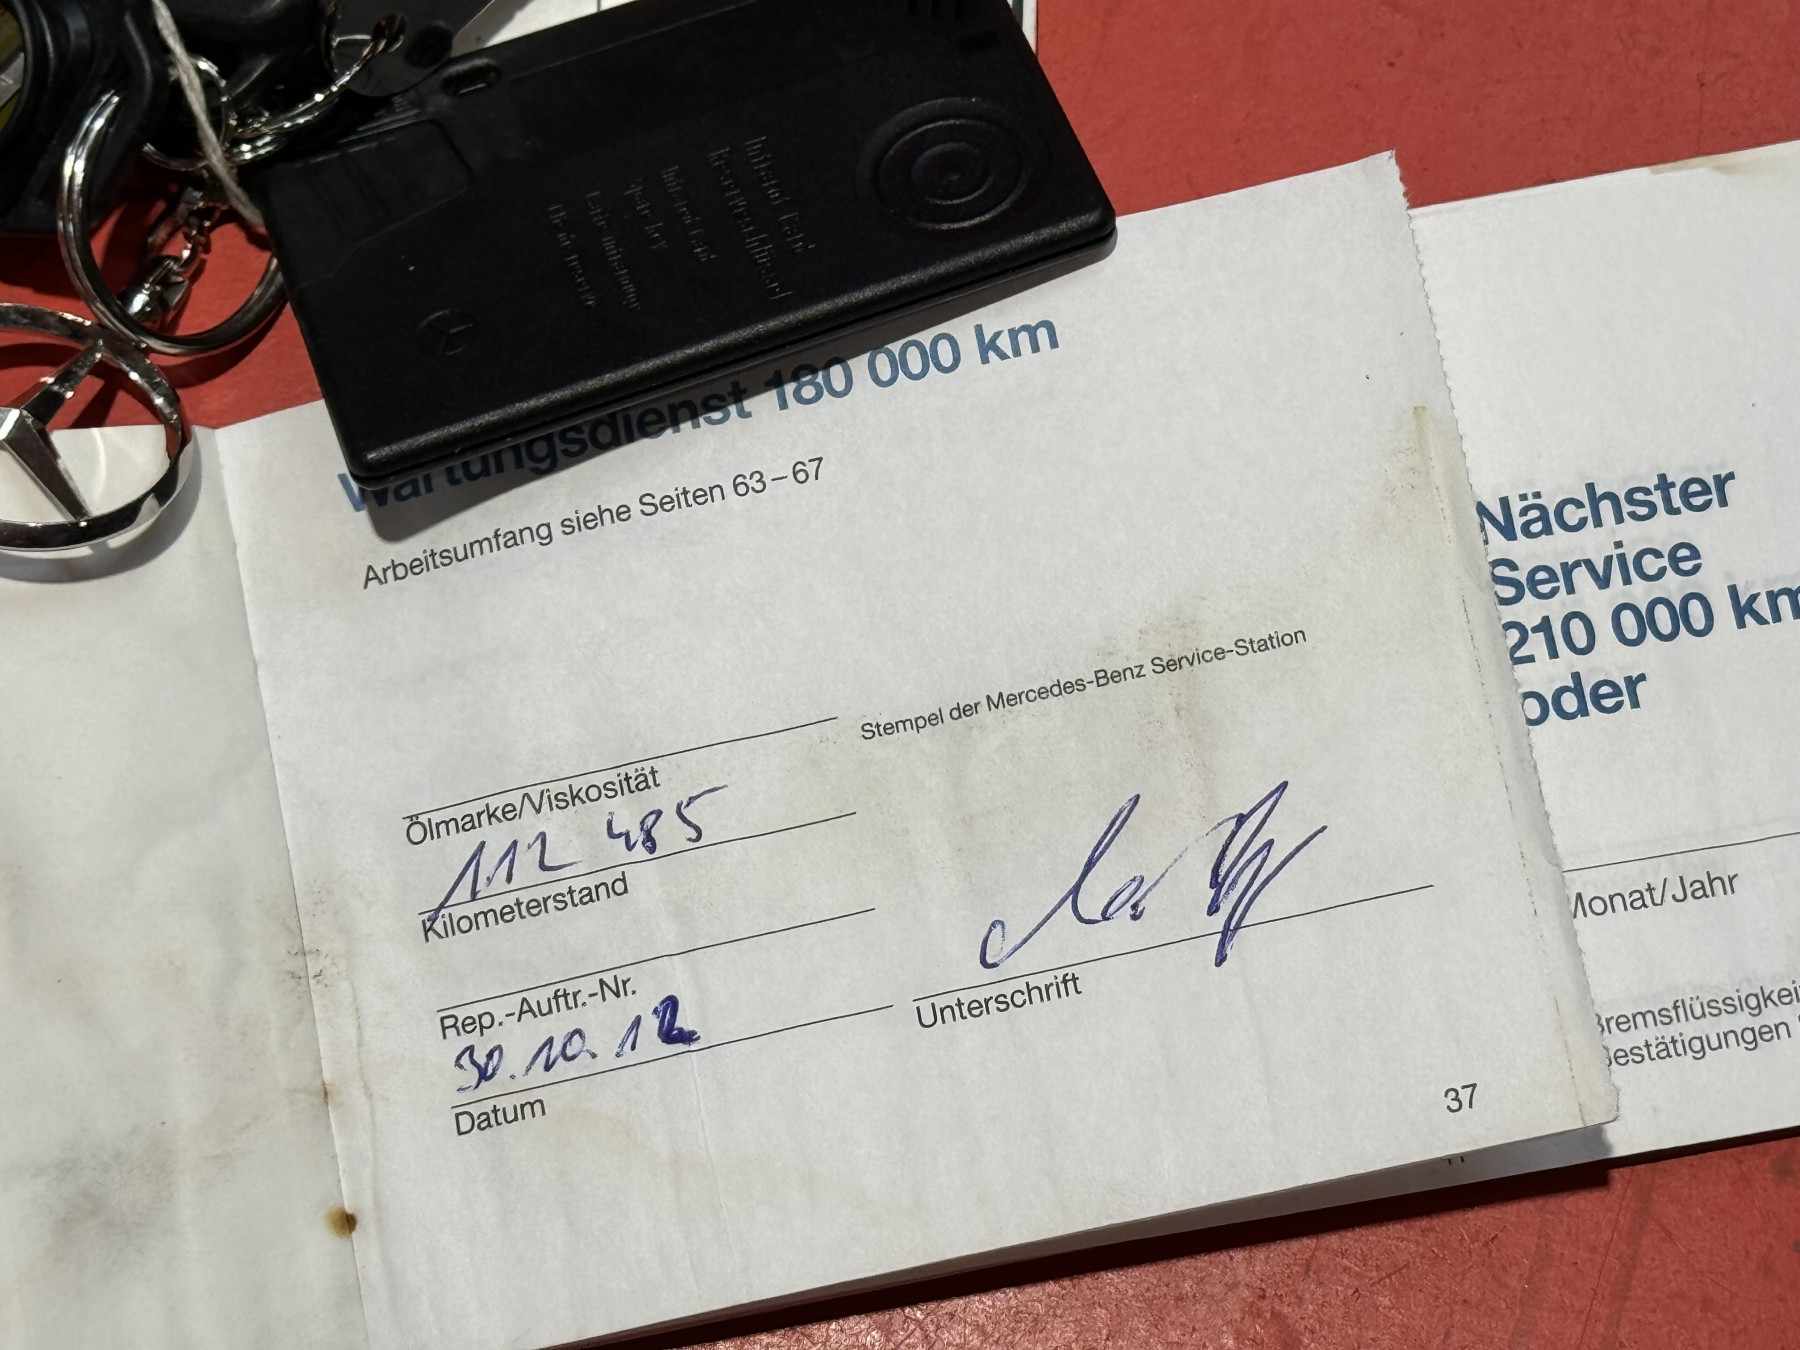 Wartungsdienst 180 000 km
Arbeitsumfang siehe Seiten 63–67
Stempel der Mercedes-Benz Service-Station
Ölmarke/Viskosität
112 485
Kilometerstand
Rep.-Auftr.-Nr.
30.10.12
Datum
Unterschrift
37
Nächster
Service
210 000 km
oder
Monat/Jahr